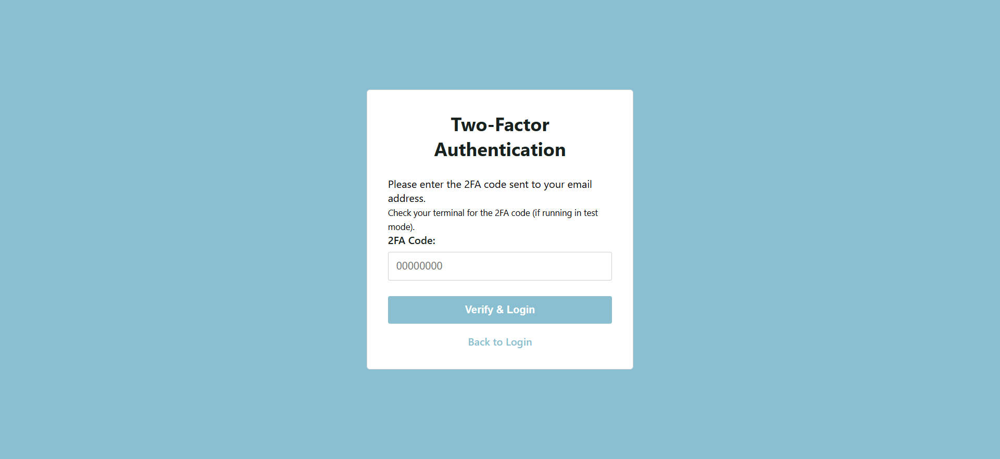 Two-Factor
Authentication
Please enter the 2FA code sent to your email
address.
Check your terminal for the 2FA code (if running in test
mode).
2FA Code:
00000000
Verify & Login
Back to Login